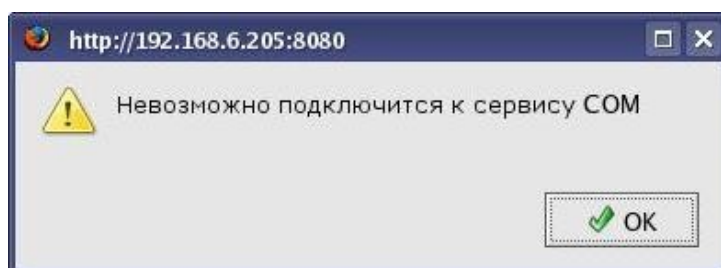 http://192.168.6.205:8080
Невозможно подключится к сервису COM
OK